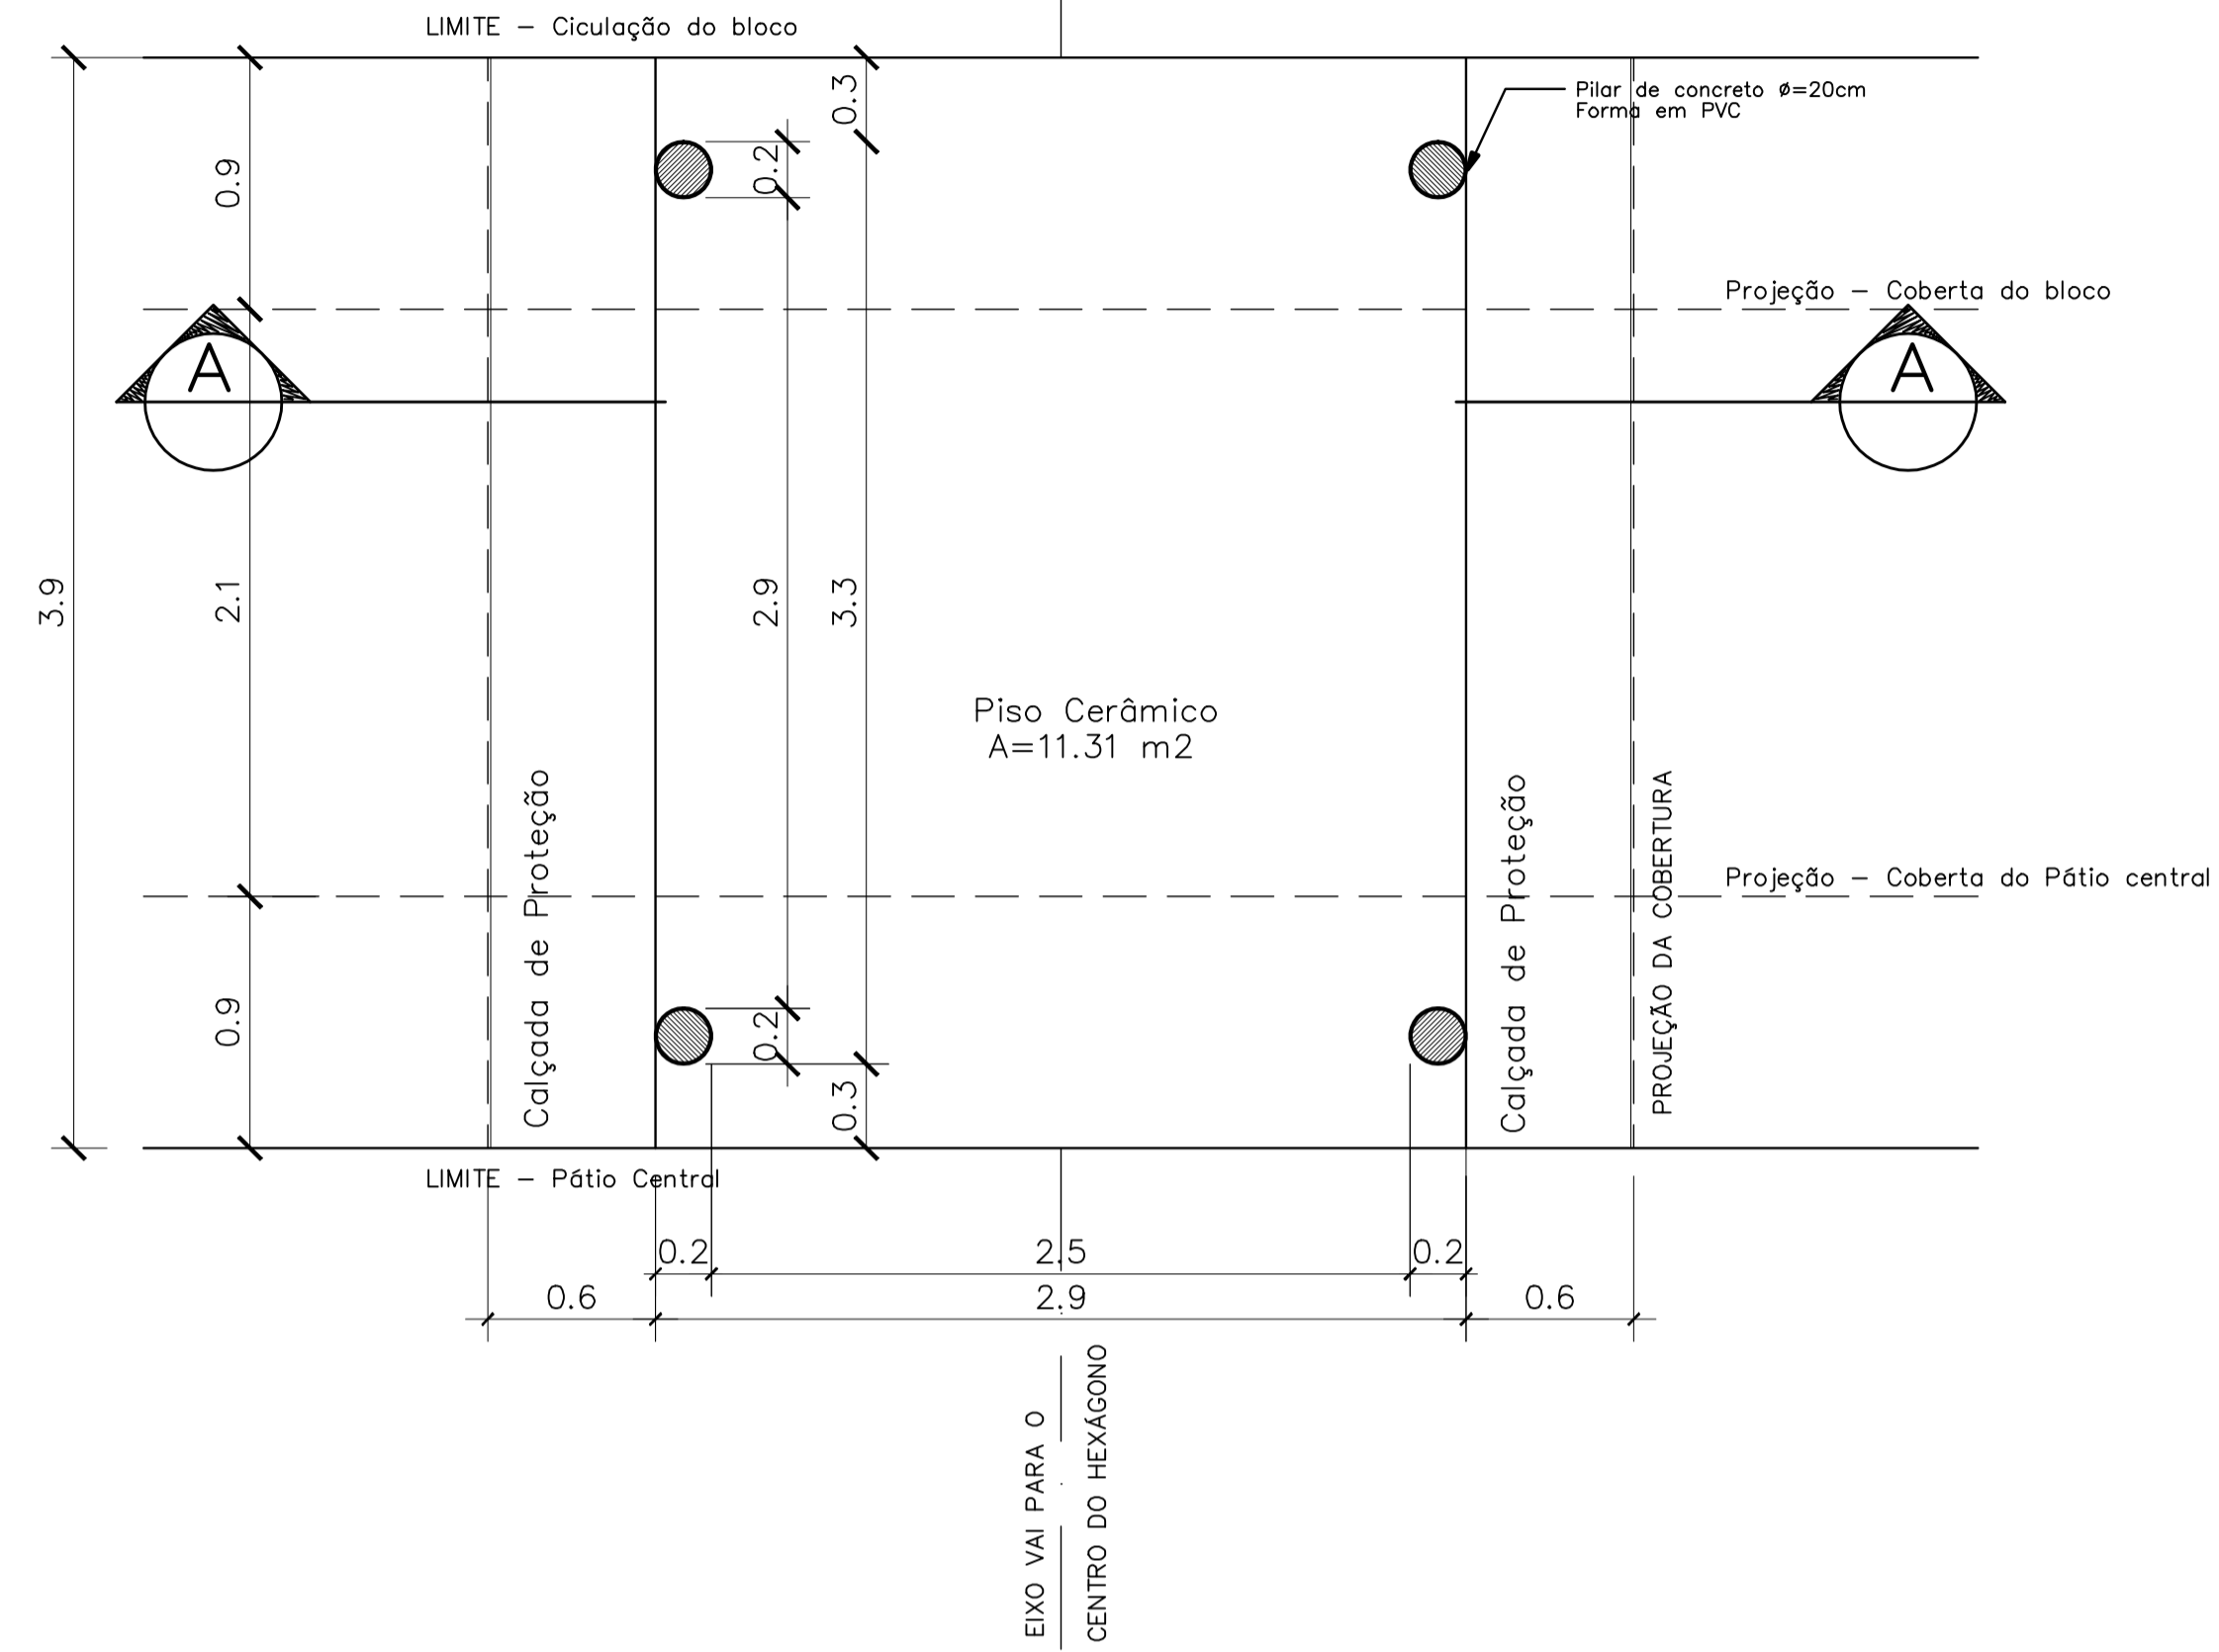 LIMITE - Ciculação do bloco
0.3
Pilar de concreto ø=20cm
Forma em PVC
0.9
0.2
Projeção - Coberta do bloco
A
A
3.9
2.1
2.9
3.3
Piso Cerâmico
A=11.31 m2
Calçada de Proteção
Calçada de Proteção
PROJEÇÃO DA COBERTURA
Projeção - Coberta do Pátio central
0.9
0.2
0.3
LIMITE - Pátio Central
0.2
2.5
0.2
0.6
2.9
0.6
EIXO VAI PARA O
CENTRO DO HEXÁGONO